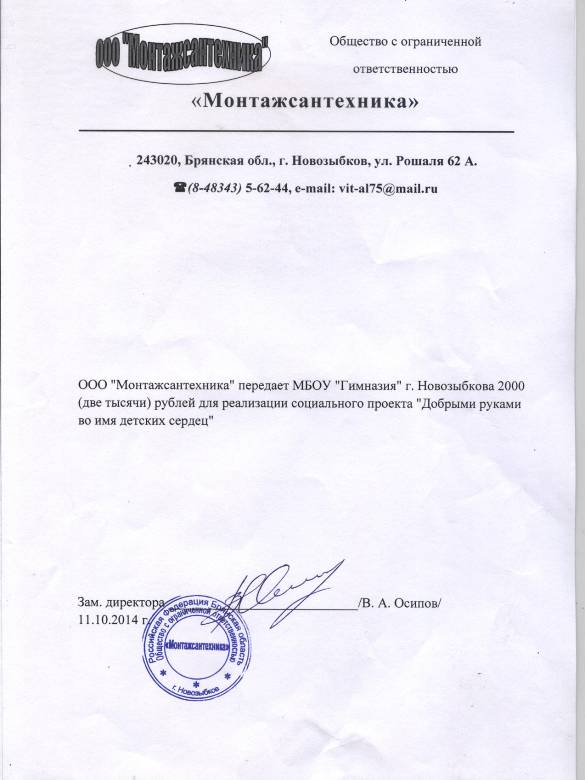 ООО "Монтажсантехника"
Общество с ограниченной
ответственностью
«Монтажсантехника»
243020, Брянская обл., г. Новозыбков, ул. Рошаля 62 А.
☎(8-48343) 5-62-44, e-mail: vit-al75@mail.ru
ООО "Монтажсантехника" передает МБОУ "Гимназия" г. Новозыбкова 2000
(две тысячи) рублей для реализации социального проекта "Добрыми руками
во имя детских сердец"
Зам. директора /В. А. Осипов/
11.10.2014 г.
Российская Федерация Брянская область
Общество с ограниченной ответственностью
«Монтажсантехника»
г. Новозыбков